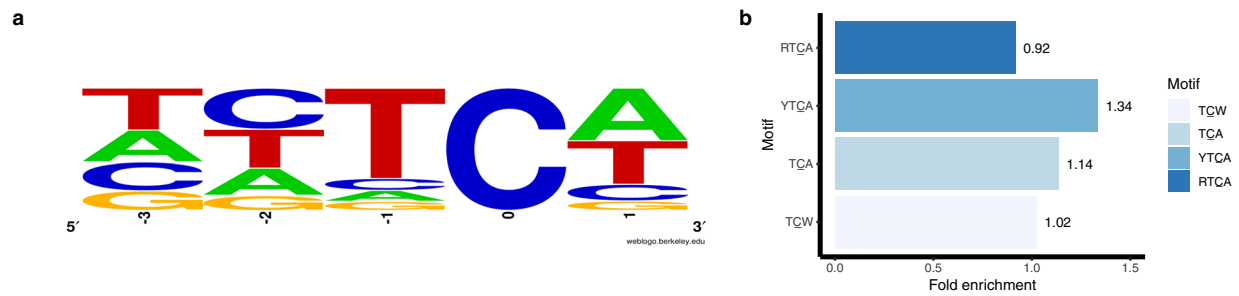 a
T C T C A
A T C T
C A A C
G G G G
5′ -3 -2 -1 0 1 3′
weblogo.berkeley.edu
b
Motif
RTCA 0.92
YTCA 1.34
TCA 1.14
TCW 1.02
0.0 0.5 1.0 1.5
Fold enrichment
Motif
TCW
TCA
YTCA
RTCA